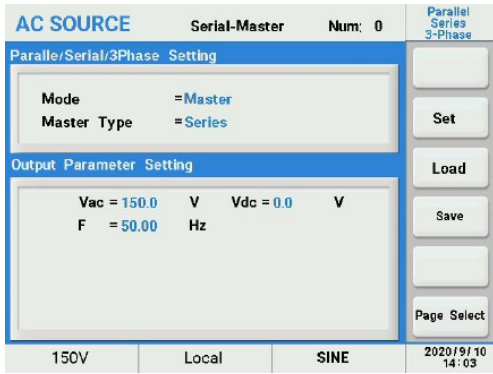 AC SOURCE Serial-Master Num: 0
Parallel
Series
3-Phase
Paralle/Serial/3Phase Setting
Mode =Master
Master Type =Series
Set
Load
Output Parameter Setting
Vac = 150.0 V Vdc = 0.0 V
F = 50.00 Hz
Save
Page Select
150V Local SINE 2020/9/10
14:03